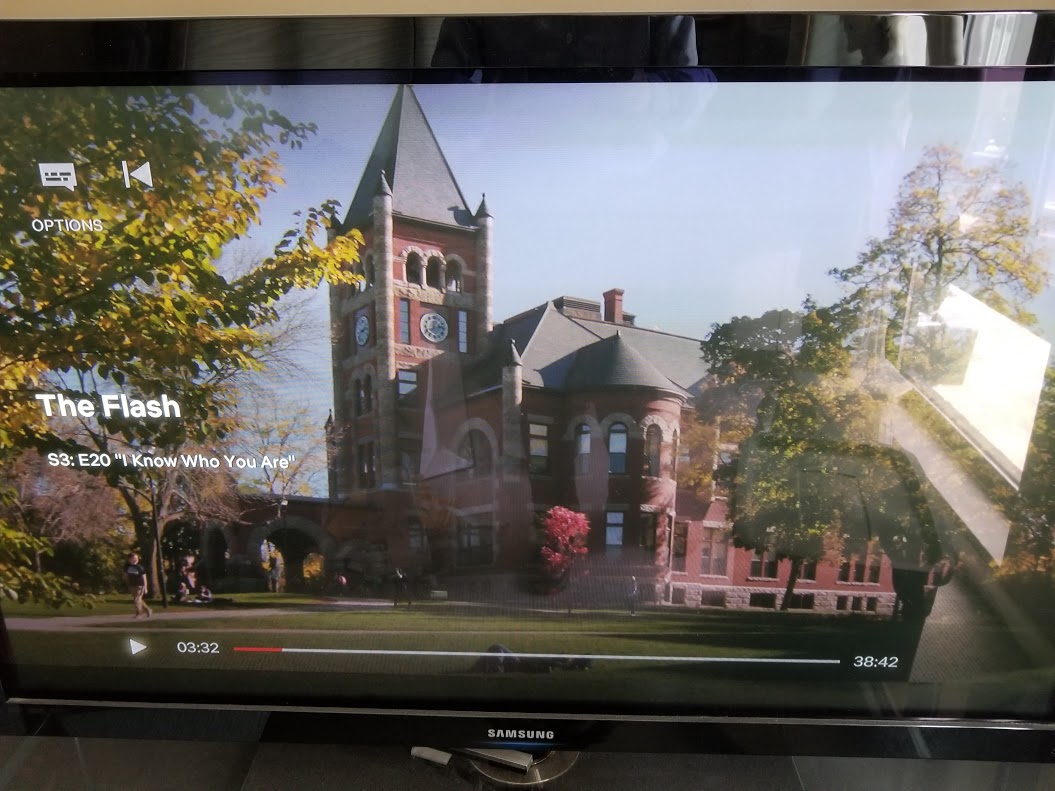 OPTIONS
The Flash
S3: E20 "I Know Who You Are"
03:32
38:42
SAMSUNG